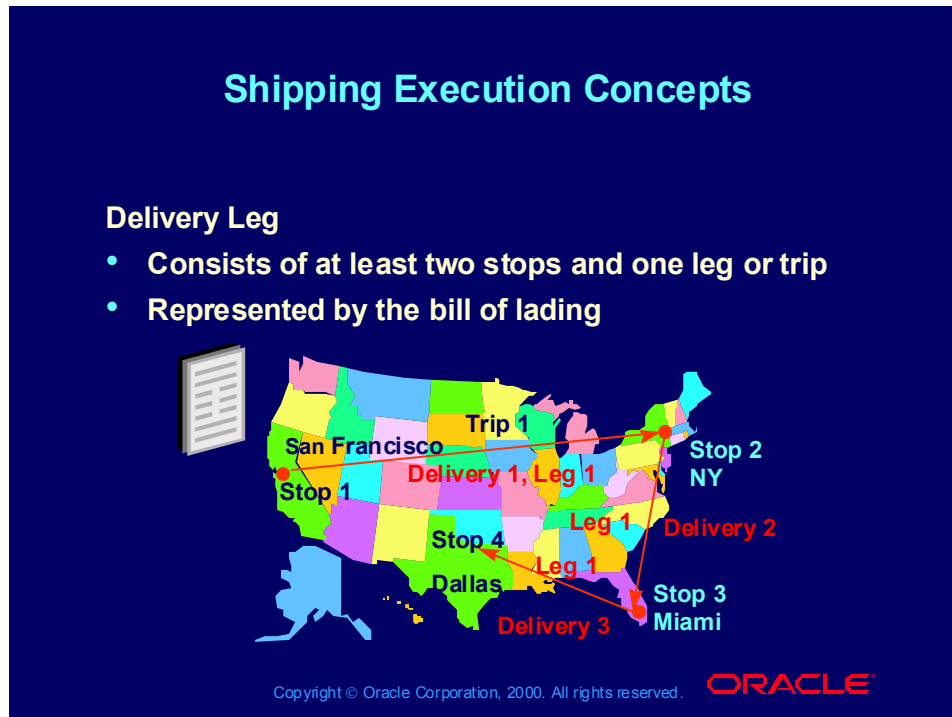 Shipping Execution Concepts
Delivery Leg
• Consists of at least two stops and one leg or trip
• Represented by the bill of lading
Trip 1
San Francisco
Stop 2
NY
Delivery 1, Leg 1
Stop 1
Leg 1
Delivery 2
Stop 4
Leg 1
Dallas
Stop 3
Miami
Delivery 3
Copyright © Oracle Corporation, 2000. All rights reserved.
ORACLE®